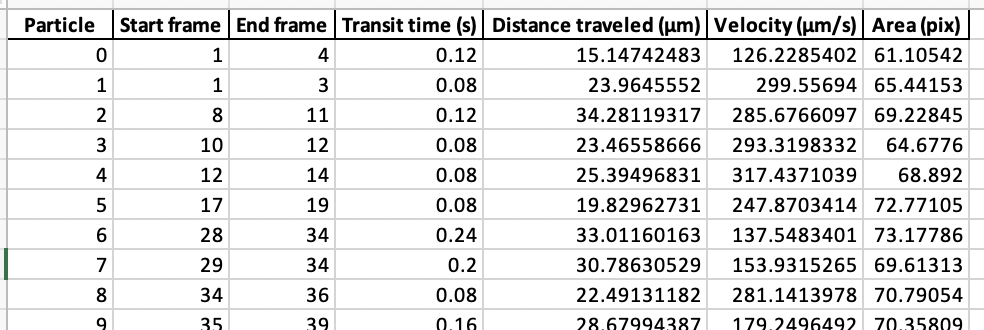 Particle Start frame End frame Transit time (s) Distance traveled (μm) Velocity (μm/s) Area (pix)
0 1 4 0.12 15.14742483 126.2285402 61.10542
1 1 3 0.08 23.9645552 299.55694 65.44153
2 8 11 0.12 34.28119317 285.6766097 69.22845
3 10 12 0.08 23.46558666 293.3198332 64.6776
4 12 14 0.08 25.39496831 317.4371039 68.892
5 17 19 0.08 19.82962731 247.8703414 72.77105
6 28 34 0.24 33.01160163 137.5483401 73.17786
7 29 34 0.2 30.78630529 153.9315265 69.61313
8 34 36 0.08 22.49131182 281.1413978 70.79054
9 35 39 0.16 28.67994387 179.2496492 70.35809